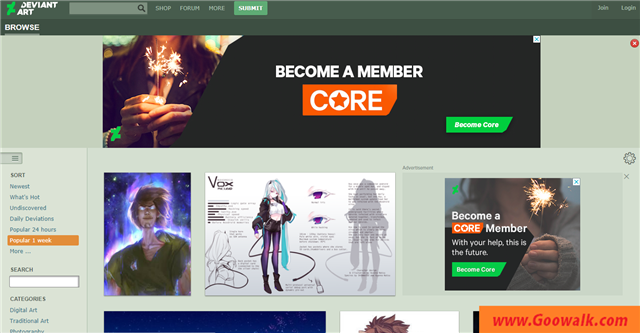 DEVIANT
ART
SHOP
FORUM
MORE
SUBMIT
Join
Login
BROWSE
BECOME A MEMBER
CORE
Become Core
SORT
Newest
What's Hot
Undiscovered
Daily Deviations
Popular 24 hours
Popular 1 week
More ...
SEARCH
CATEGORIES
Digital Art
Traditional Art
Photography
VOX
Advertisement
Become a
CORE Member
With your help, this is
the future.
Become Core
www.Goowalk.com